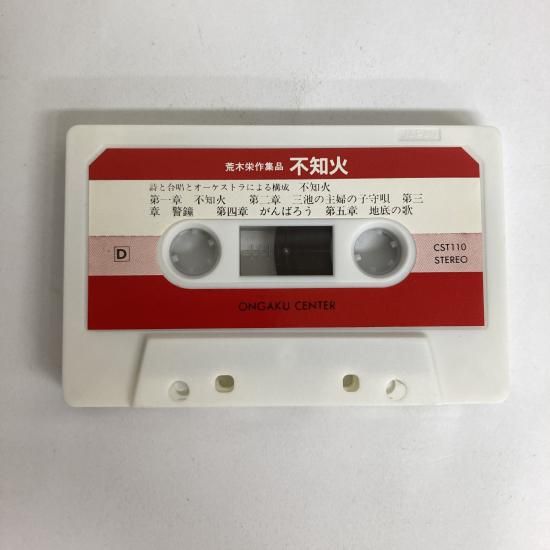 荒木栄作集品 不知火
詩と合唱とオーケストラによる構成 不知火
第一章 不知火 第二章 三池の主婦の子守唄 第三
章 警鐘 第四章 がんばろう 第五章 地底の歌
D
CST110
STEREO
ONGAKU CENTER